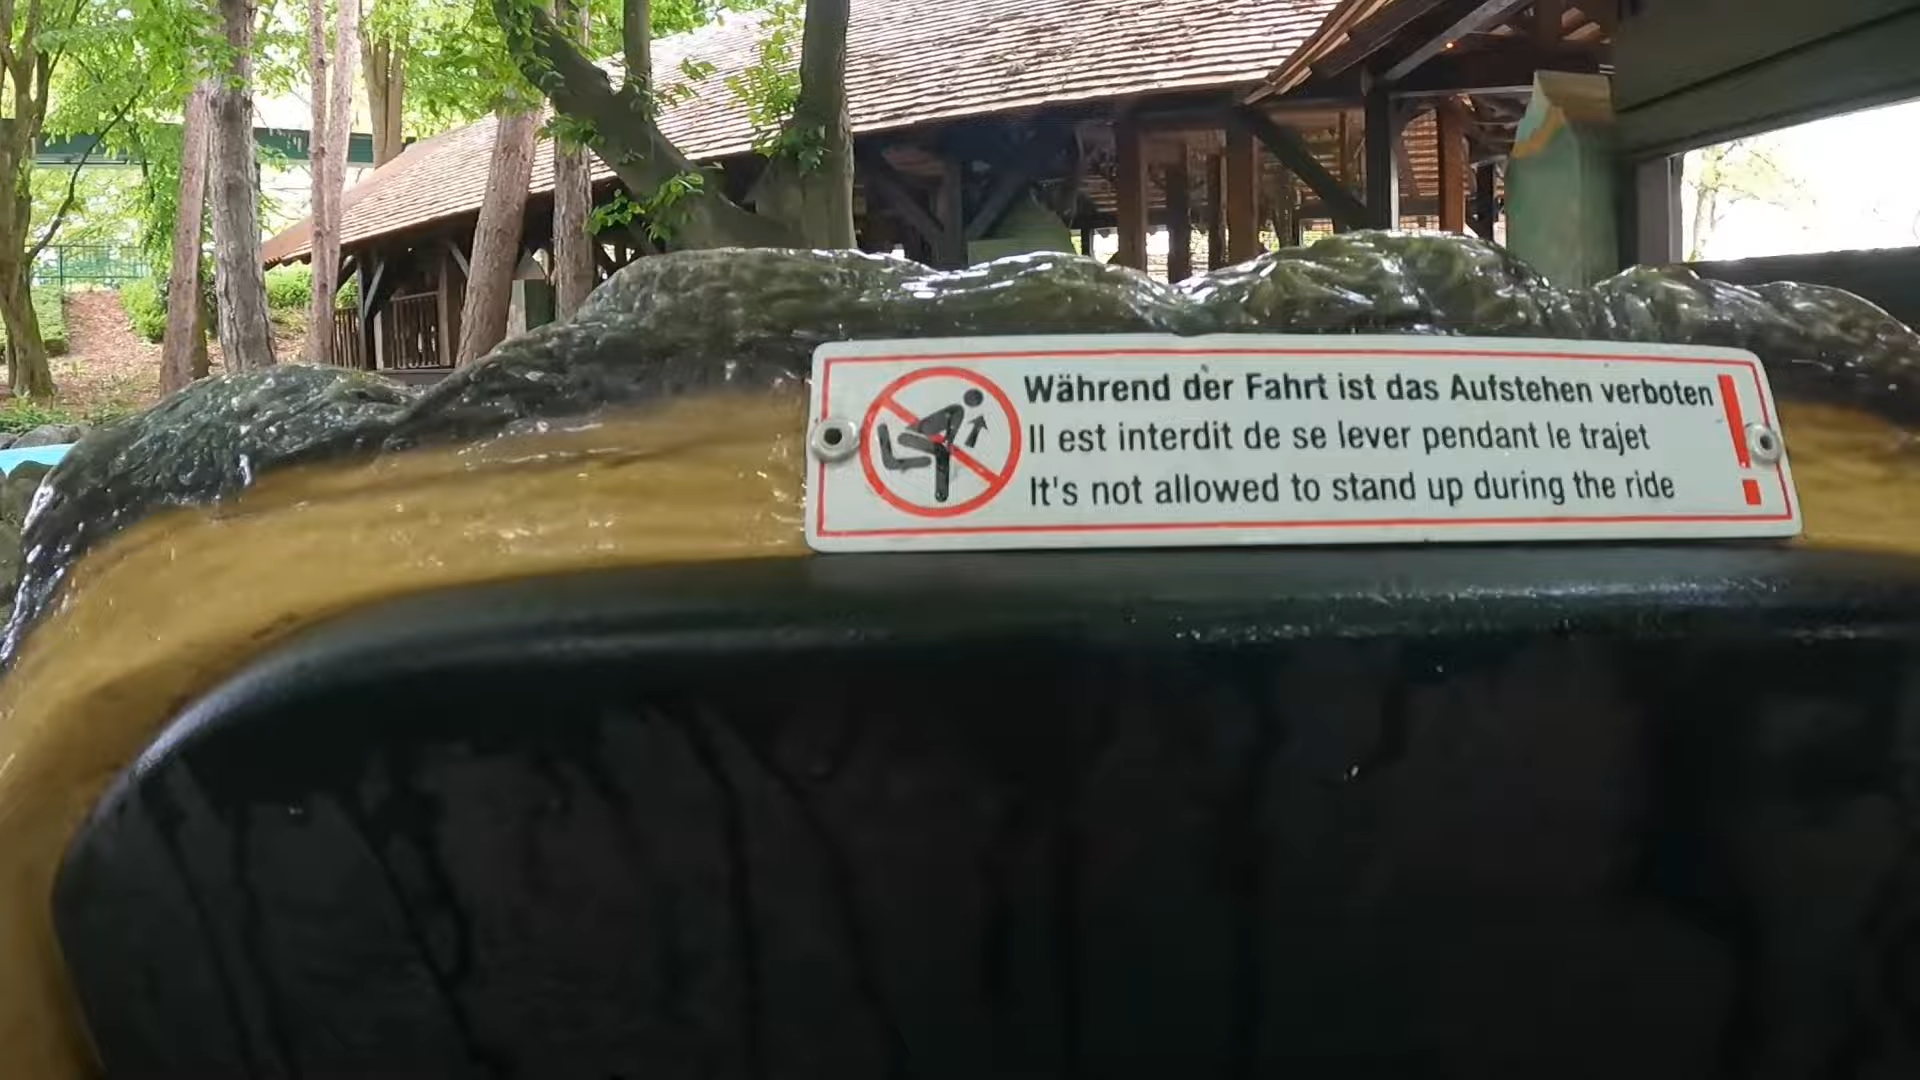 Während der Fahrt ist das Aufstehen verboten
Il est interdit de se lever pendant le trajet
It's not allowed to stand up during the ride
!